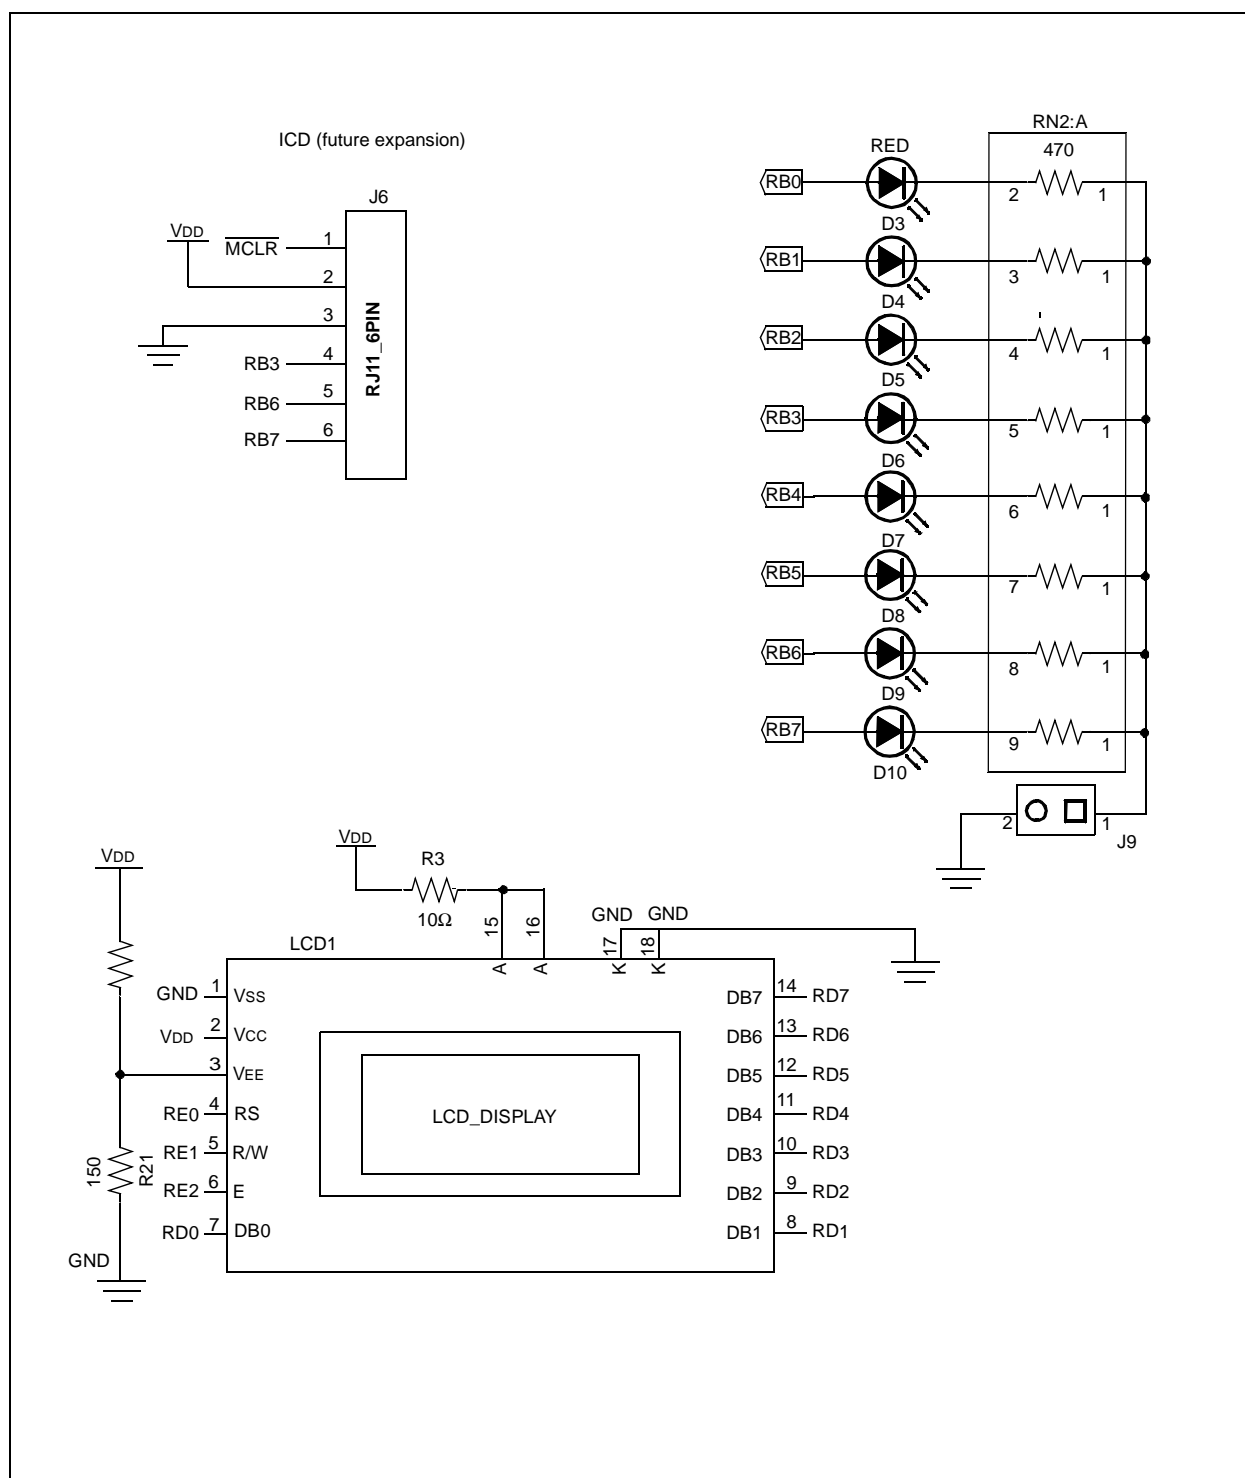 ICD (future expansion)
J6
VDD
MCLR
1
2
3
RB3 4
RB6 5
RB7 6
RJ11_6PIN
RN2:A
470
RED
RB0 2 1
D3
RB1 3 1
D4
RB2 4 1
D5
RB3 5 1
D6
RB4 6 1
D7
RB5 7 1
D8
RB6 8 1
D9
RB7 9 1
D10
2 1
J9
VDD
R3
10Ω
VDD
150
R21
GND
LCD1
15 16 17 18
A A K K
GND GND
GND 1 VSS
VDD 2 VCC
3 VEE
RE0 4 RS
RE1 5 R/W
RE2 6 E
RD0 7 DB0
LCD_DISPLAY
DB7 14 RD7
DB6 13 RD6
DB5 12 RD5
DB4 11 RD4
DB3 10 RD3
DB2 9 RD2
DB1 8 RD1